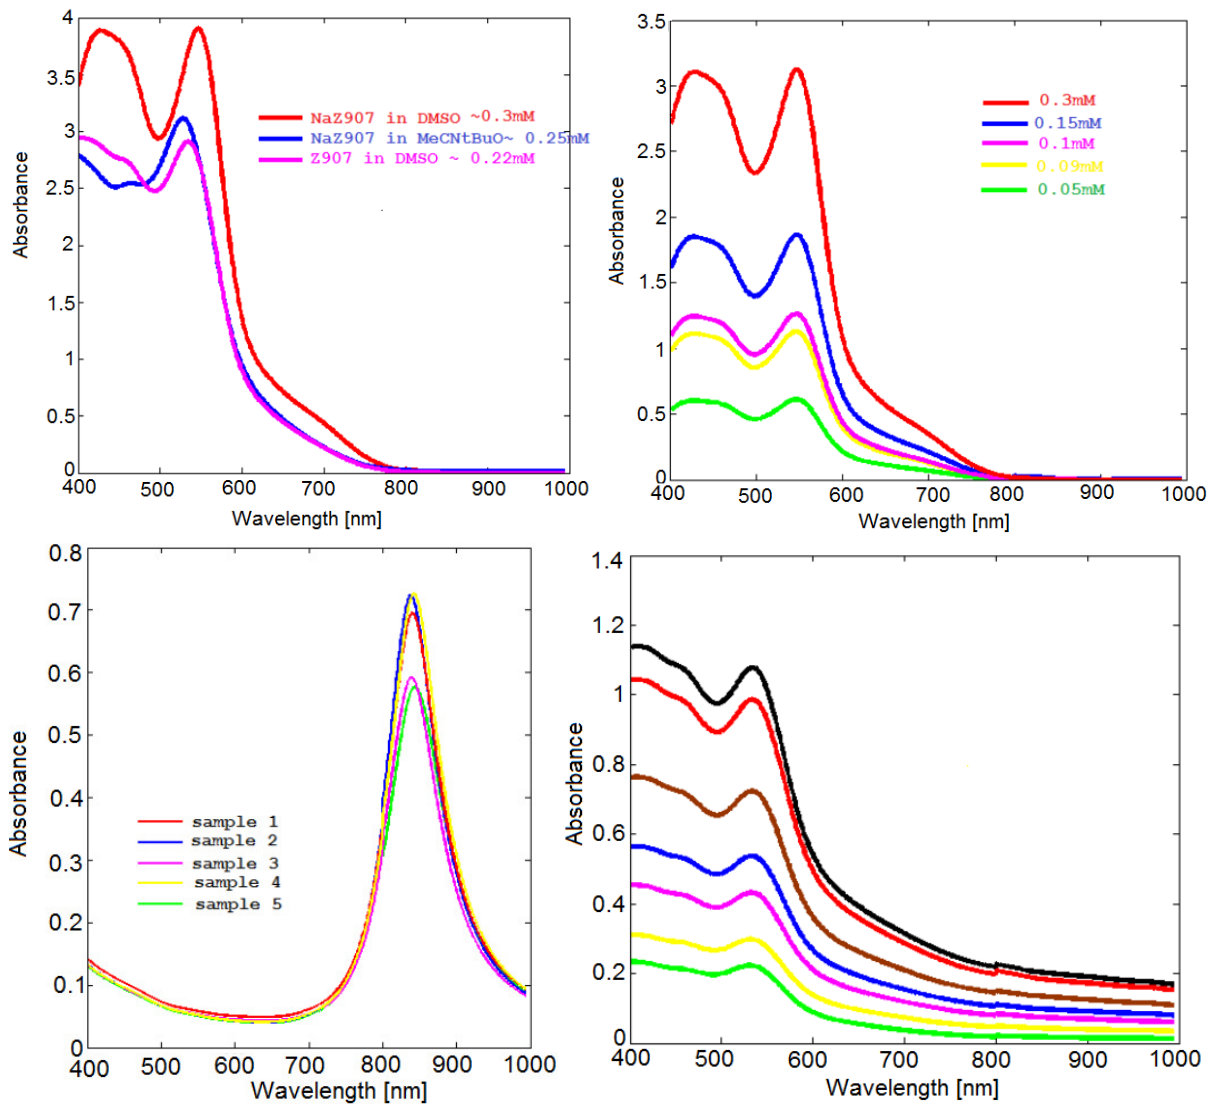 4
3.5
3
2.5
2
1.5
1
0.5
0
400 500 600 700 800 900 1000
Absorbance
Wavelength [nm]
NaZ907 in DMSO ~0.3mM
NaZ907 in MeCNtBuO~ 0.25mM
Z907 in DMSO ~ 0.22mM
3.5
3
2.5
2
1.5
1
0.5
0
400 500 600 700 800 900 1000
Absorbance
Wavelength [nm]
0.3mM
0.15mM
0.1mM
0.09mM
0.05mM
0.8
0.7
0.6
0.5
0.4
0.3
0.2
0.1
0
400 500 600 700 800 900 1000
Absorbance
Wavelength [nm]
sample 1
sample 2
sample 3
sample 4
sample 5
1.4
1.2
1
0.8
0.6
0.4
0.2
0
400 500 600 700 800 900 1000
Absorbance
Wavelength [nm]